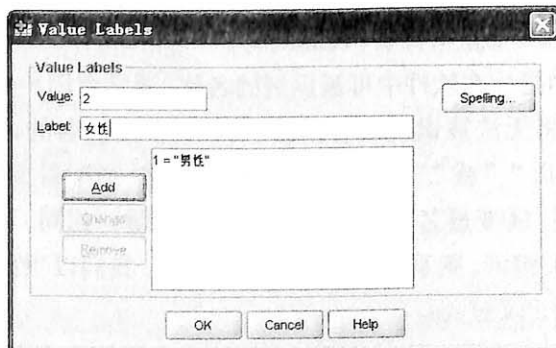 Value Labels
Value Labels
Value: 2
Spelling...
Label: 女性
1 = "男性"
Add
Change
Remove
OK
Cancel
Help